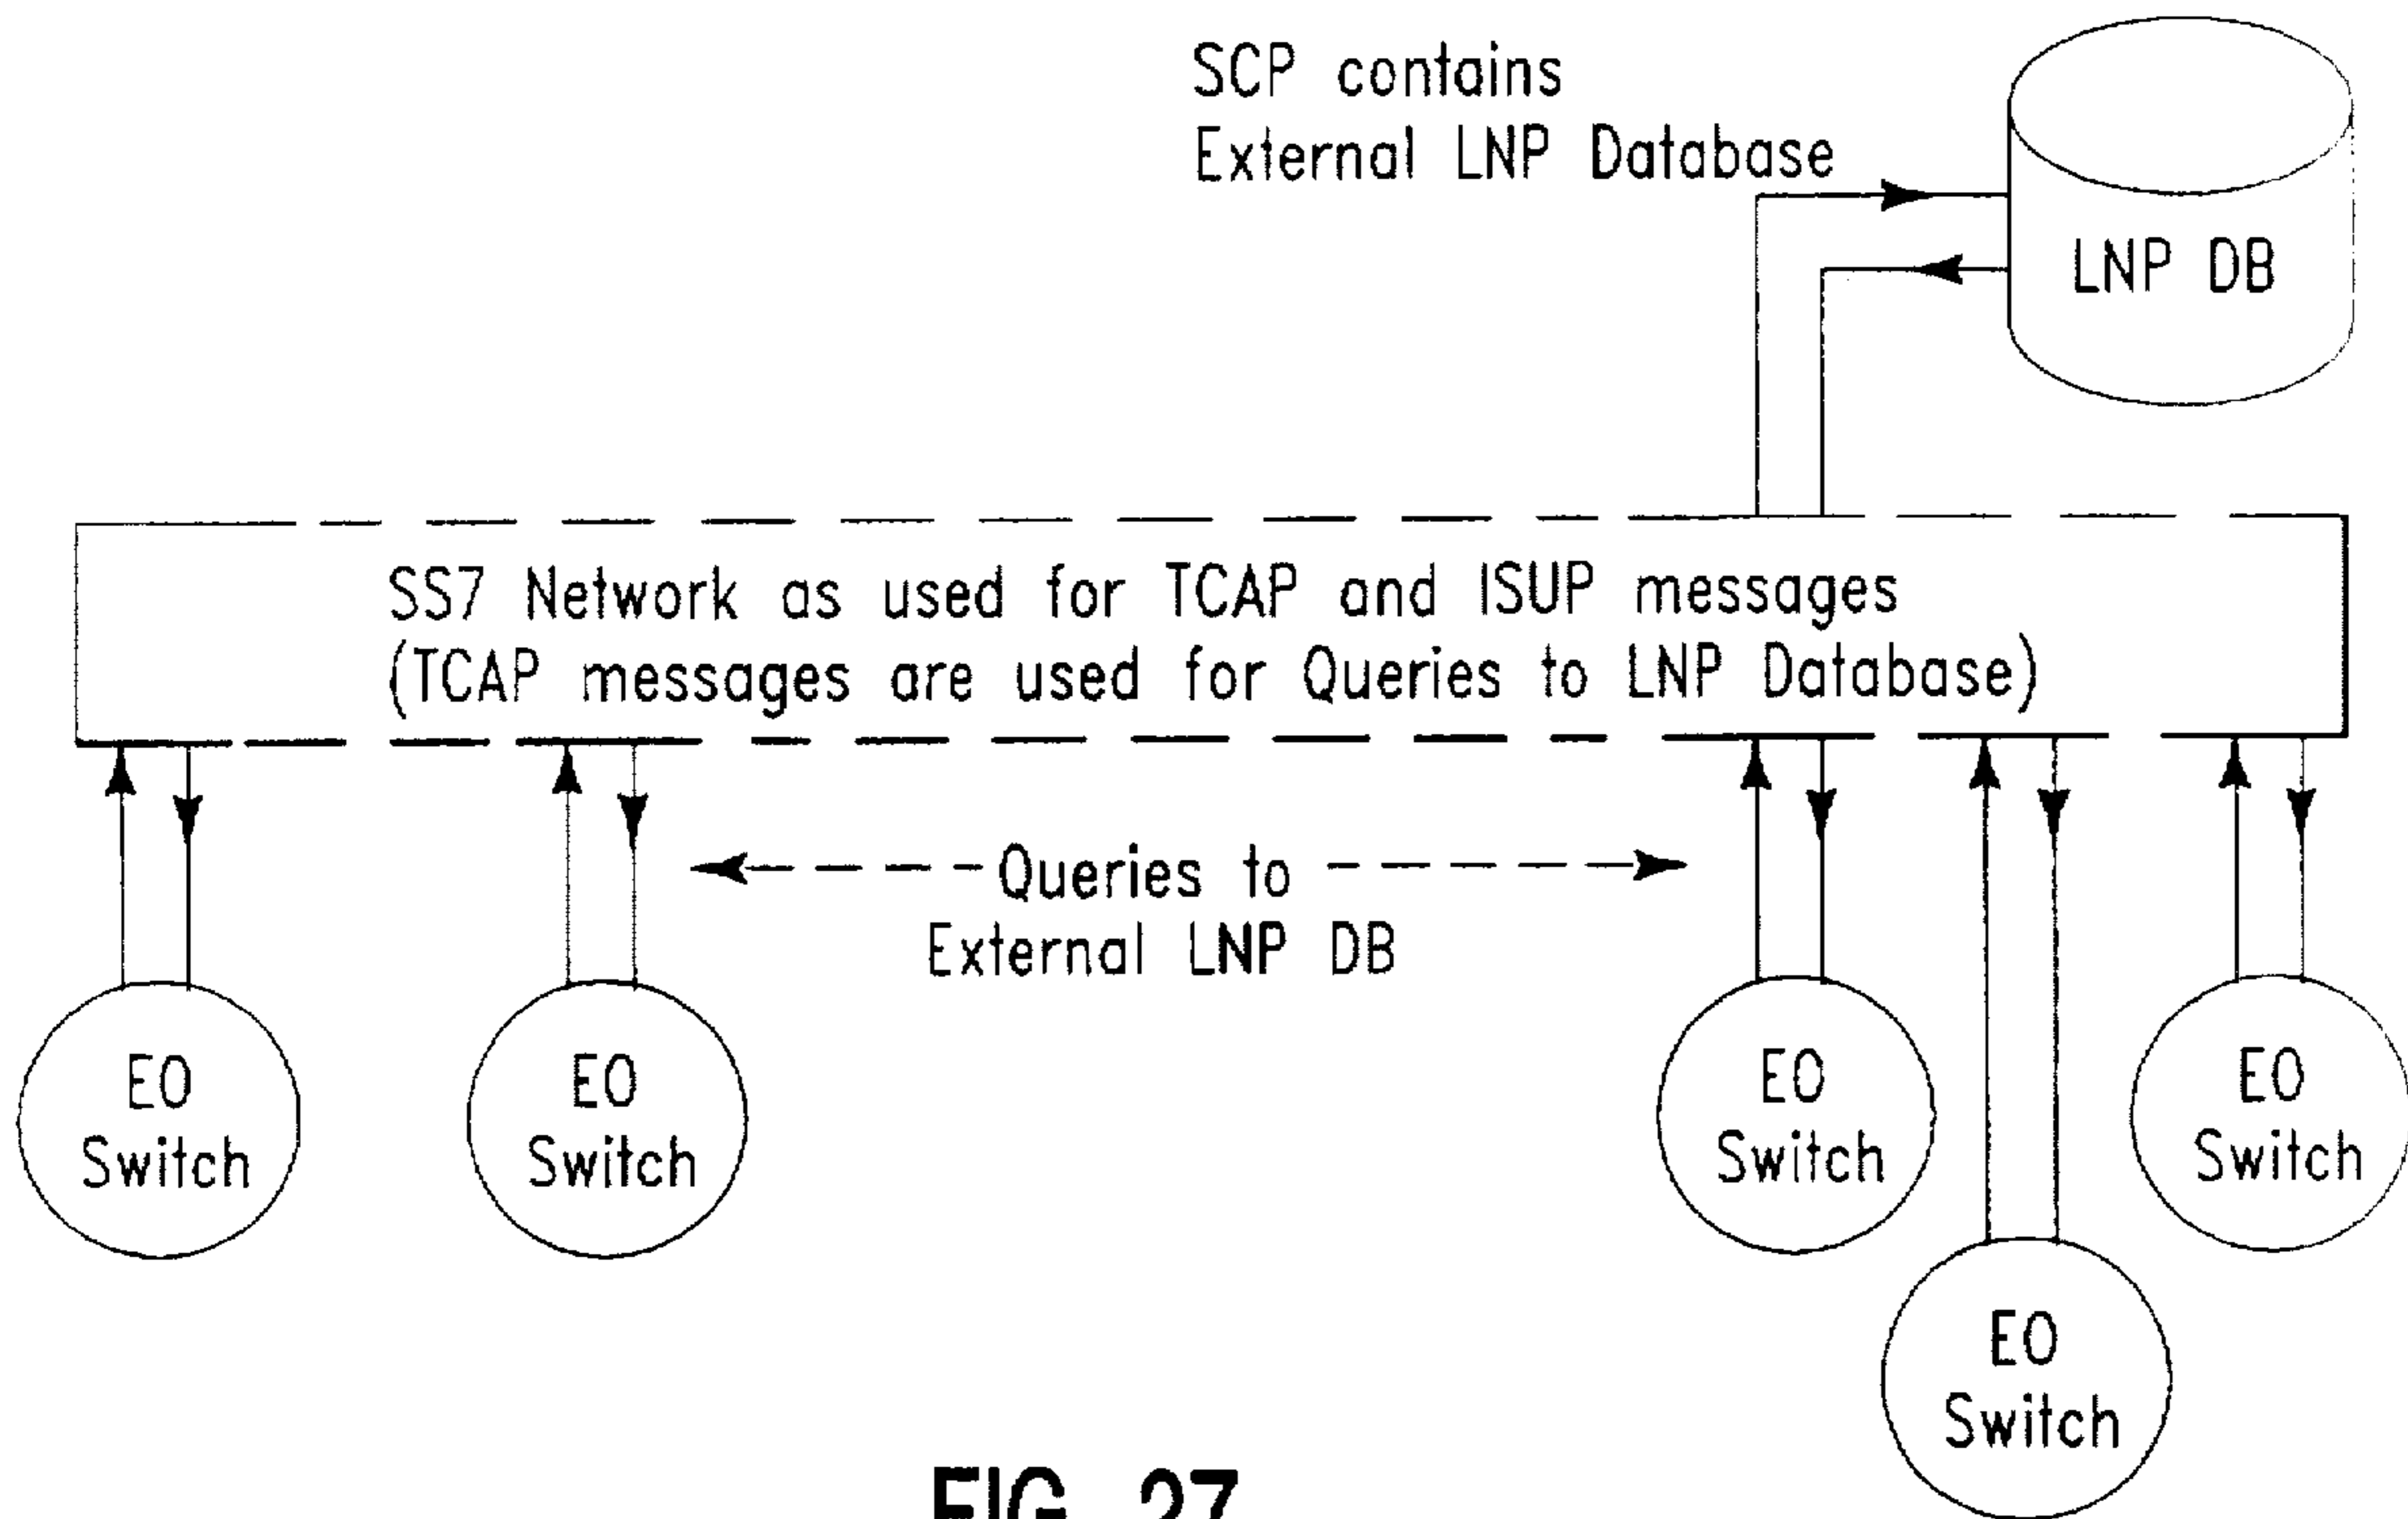 SCP contains
External LNP Database
LNP DB
SS7 Network as used for TCAP and ISUP messages
(TCAP messages are used for Queries to LNP Database)
Queries to
External LNP DB
EO
Switch
EO
Switch
EO
Switch
EO
Switch
EO
Switch
FIG. 27